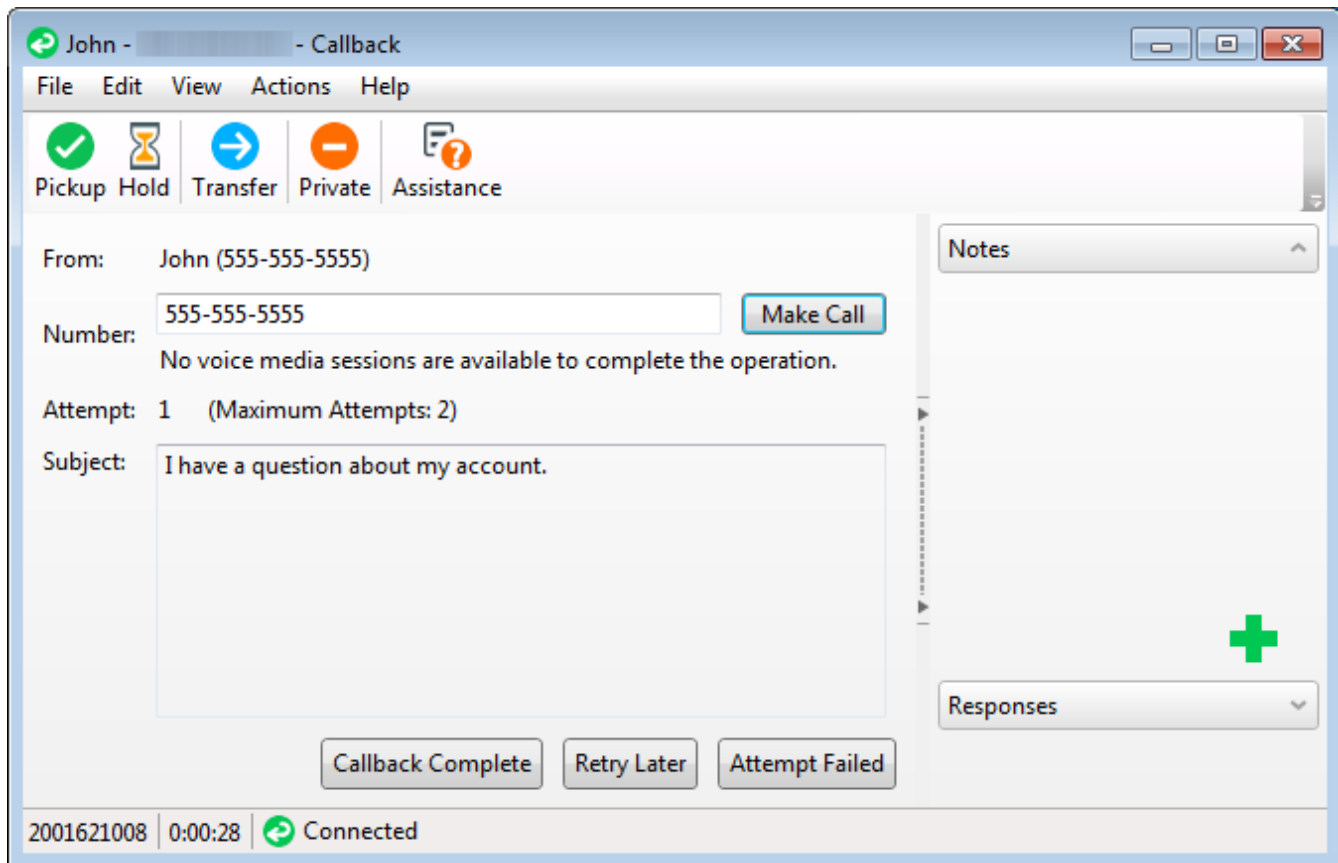 John - - Callback
File Edit View Actions Help
Pickup Hold Transfer Private Assistance
From: John (555-555-5555)
Number: 555-555-5555 Make Call
No voice media sessions are available to complete the operation.
Attempt: 1 (Maximum Attempts: 2)
Subject: I have a question about my account.
Callback Complete Retry Later Attempt Failed
Notes
Responses
2001621008 0:00:28 Connected